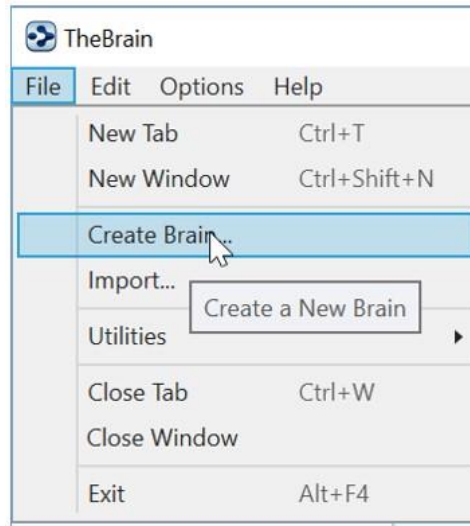 TheBrain
File Edit Options Help
New Tab Ctrl+T
New Window Ctrl+Shift+N
Create Brain...
Import...
Create a New Brain
Utilities
Close Tab Ctrl+W
Close Window
Exit Alt+F4